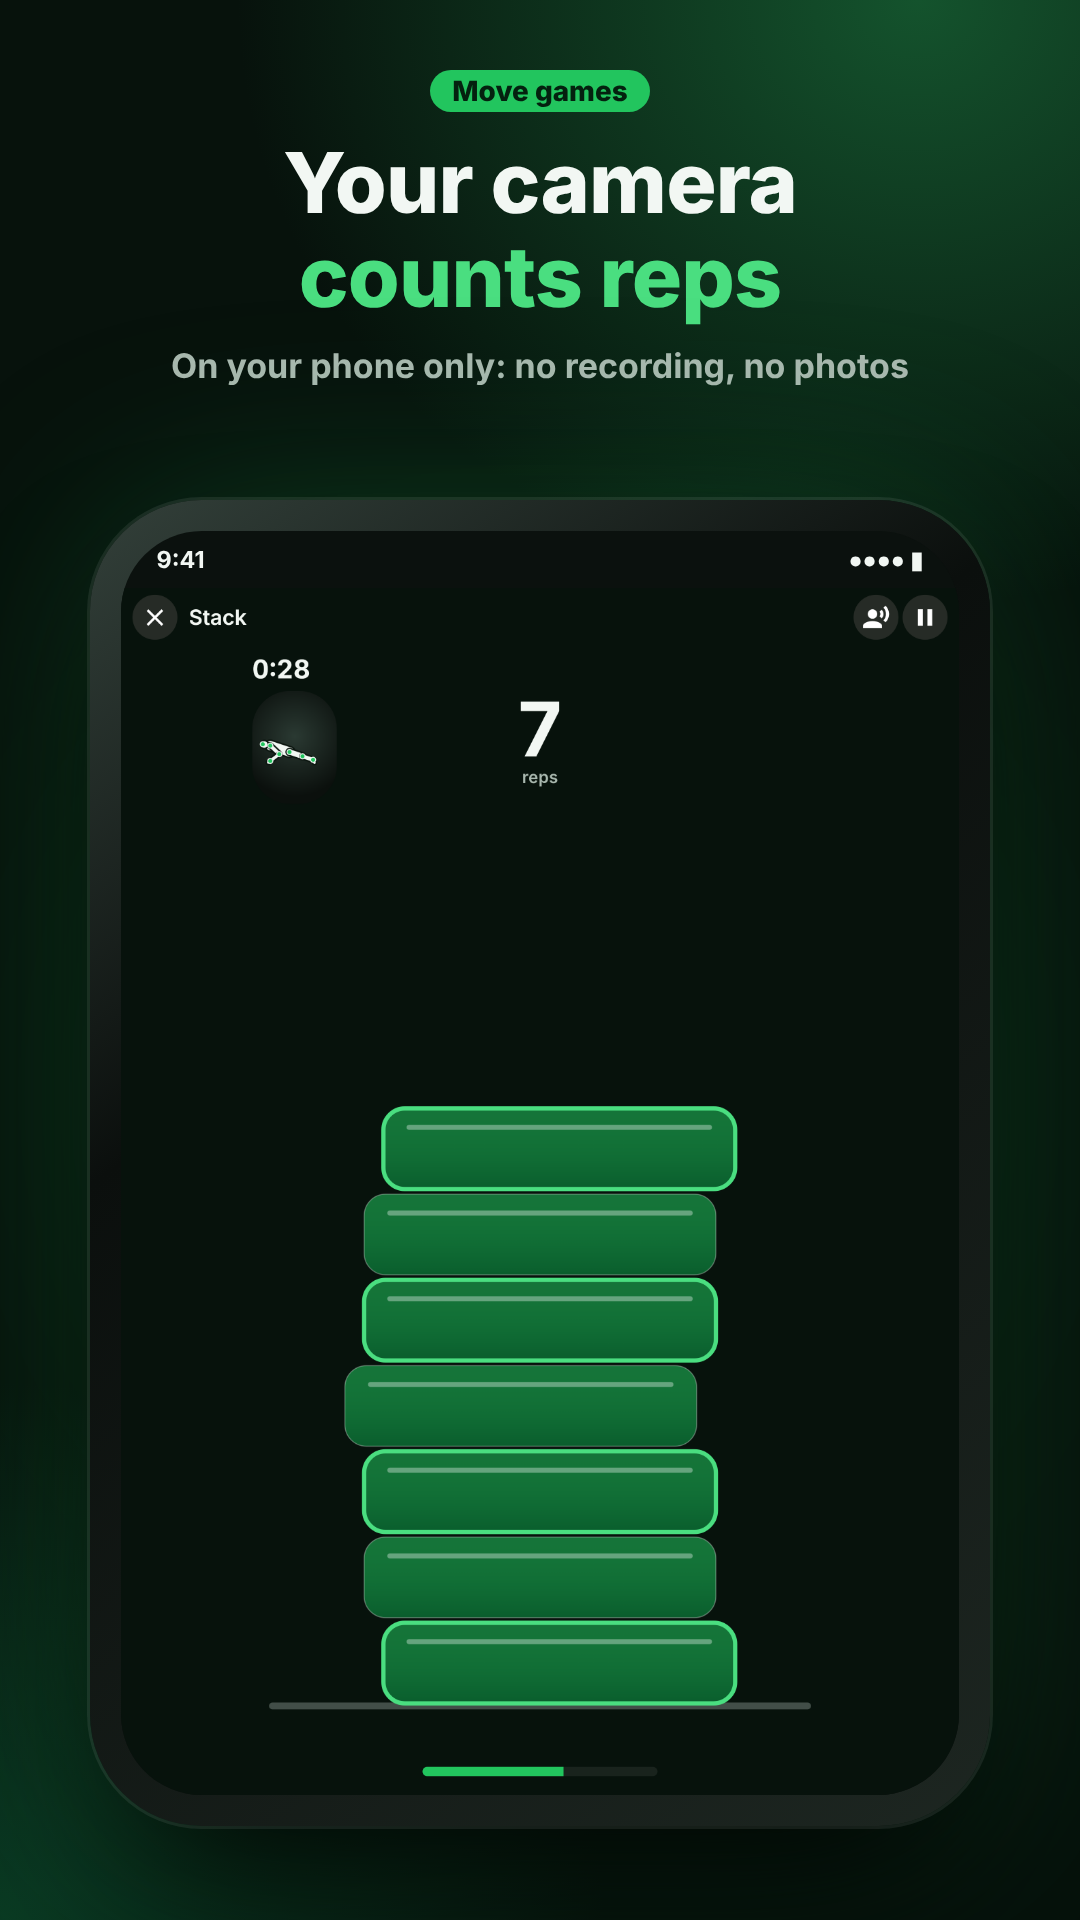 Move games
Your camera
counts reps
On your phone only: no recording, no photos
9:41
Stack
0:28
7
reps